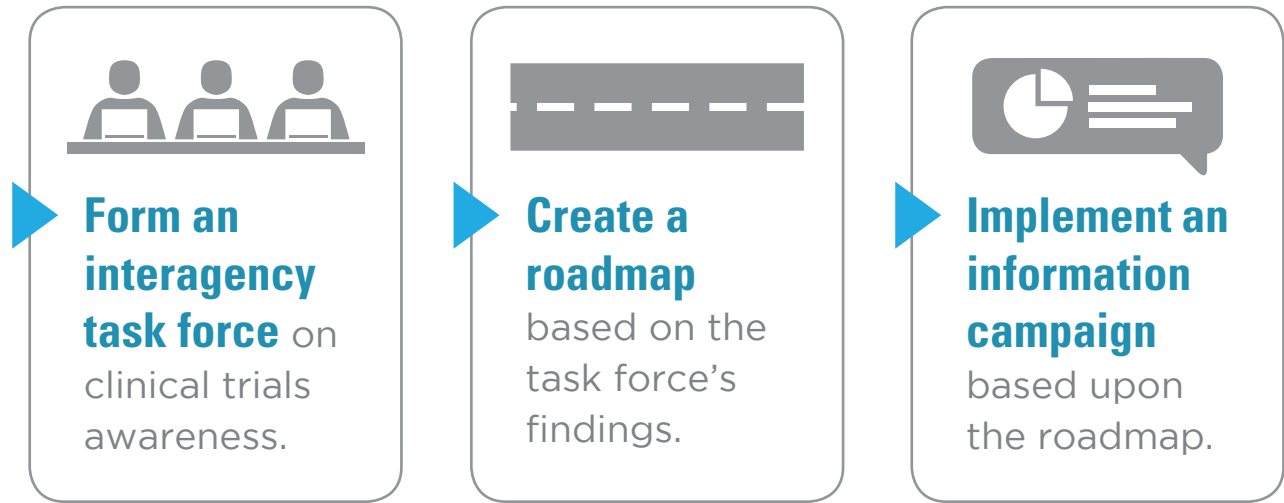 Form an
interagency
task force on
clinical trials
awareness.
Create a
roadmap
based on the
task force’s
findings.
Implement an
information
campaign
based upon
the roadmap.